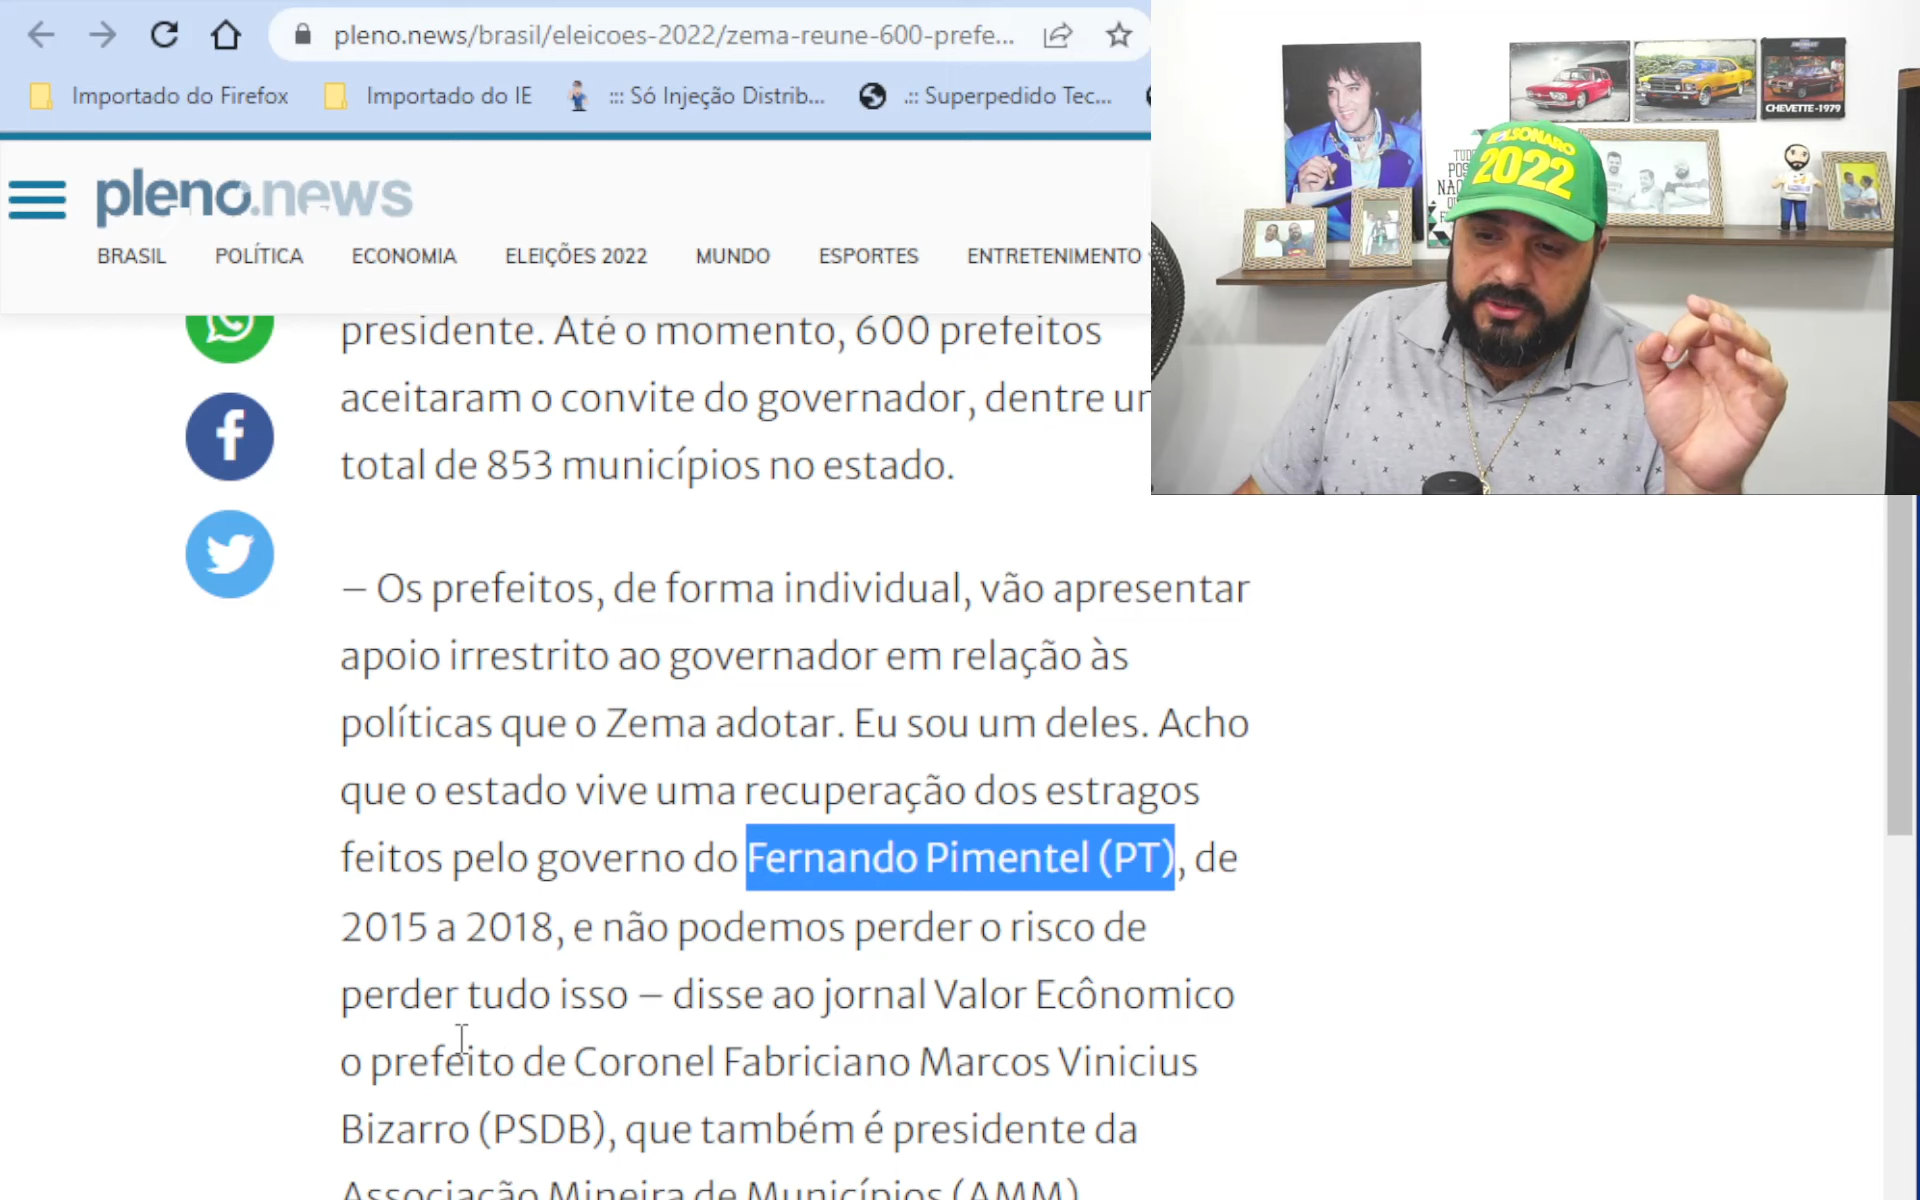 pleno.news/brasil/eleicoes-2022/zema-reune-600-prefe...
Importado do Firefox
Importado do IE
::: Só Injeção Distrib...
.:: Superpedido Tec...
pleno.news
BRASIL
POLÍTICA
ECONOMIA
ELEIÇÕES 2022
MUNDO
ESPORTES
ENTRETENIMENTO
presidente. Até o momento, 600 prefeitos
aceitaram o convite do governador, dentre
total de 853 municípios no estado.
– Os prefeitos, de forma individual, vão apresentar
apoio irrestrito ao governador em relação às
políticas que o Zema adotar. Eu sou um deles. Acho
que o estado vive uma recuperação dos estragos
feitos pelo governo do Fernando Pimentel (PT), de
2015 a 2018, e não podemos perder o risco de
perder tudo isso – disse ao jornal Valor Ecônomico
o prefeito de Coronel Fabriciano Marcos Vinicius
Bizarro (PSDB), que também é presidente da
Associação Mineira de Municípios (AMM)
BOLSONARO
2022
CHEVETTE-1979